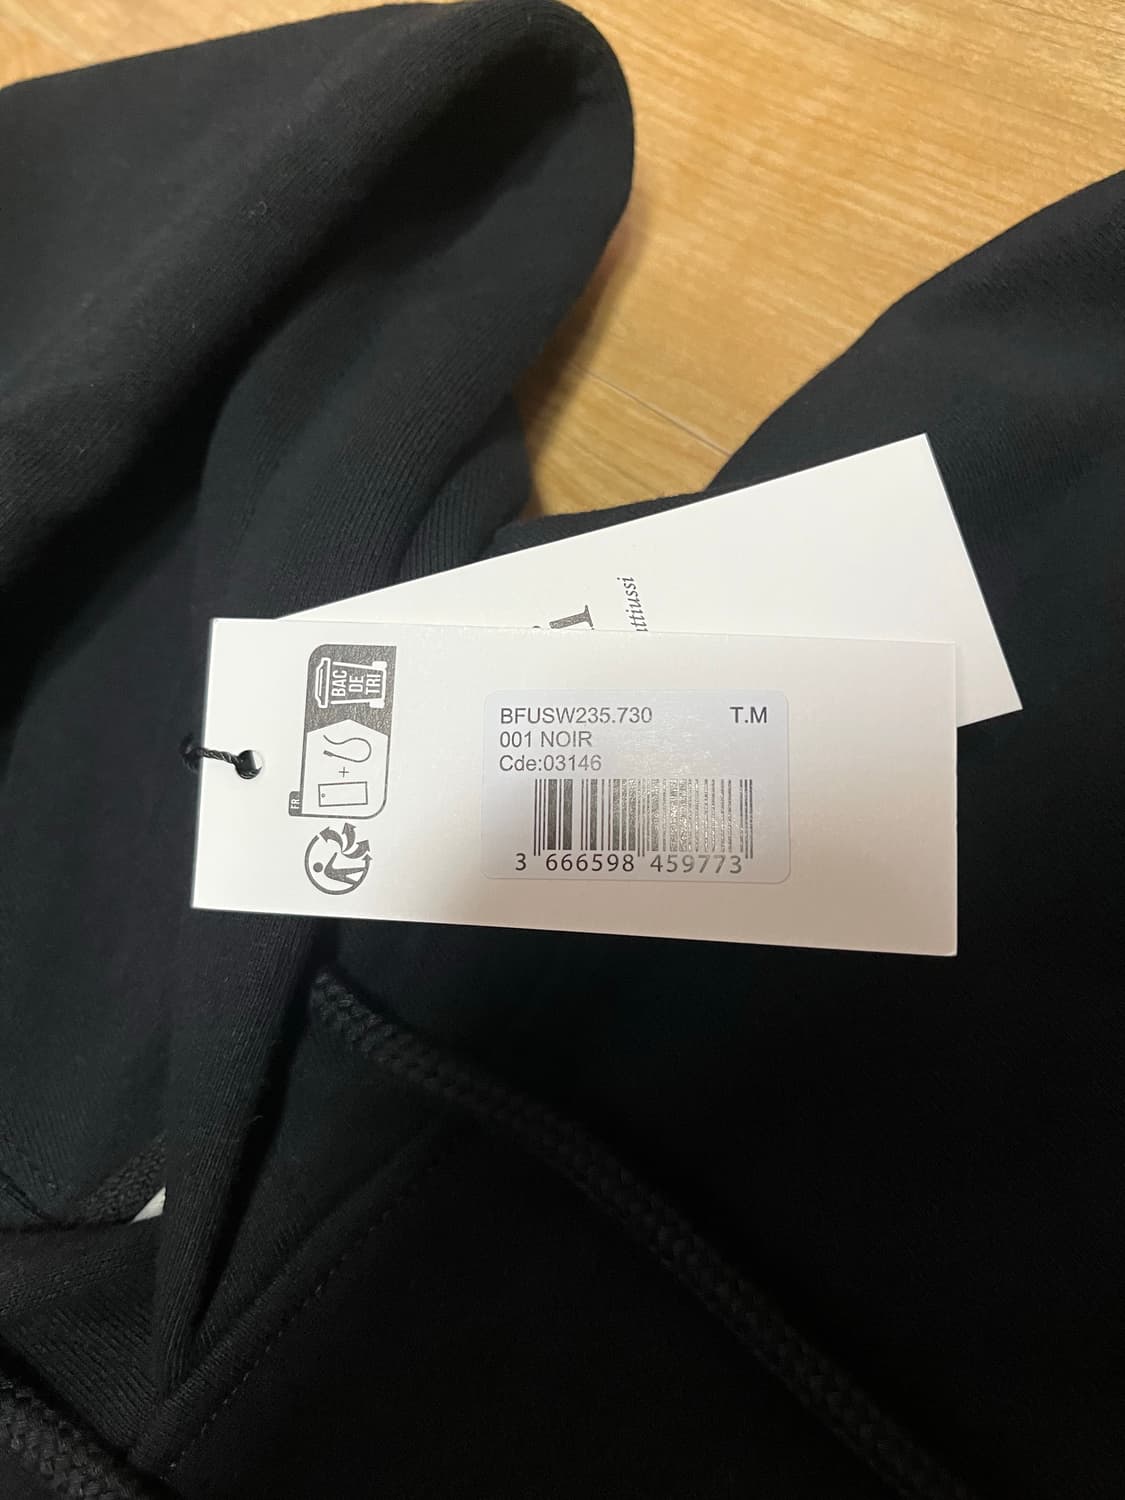 BAC
DE
TRI
FR
BFUSW235.730 T.M
001 NOIR
Cde:03146
3 666598 459773